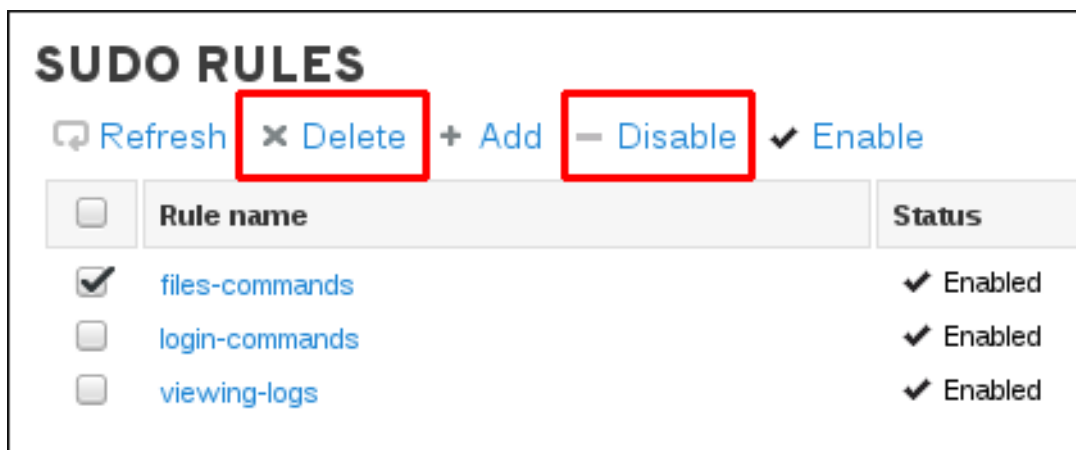 SUDO RULES
Refresh Delete Add Disable Enable
Rule name Status
files-commands Enabled
login-commands Enabled
viewing-logs Enabled